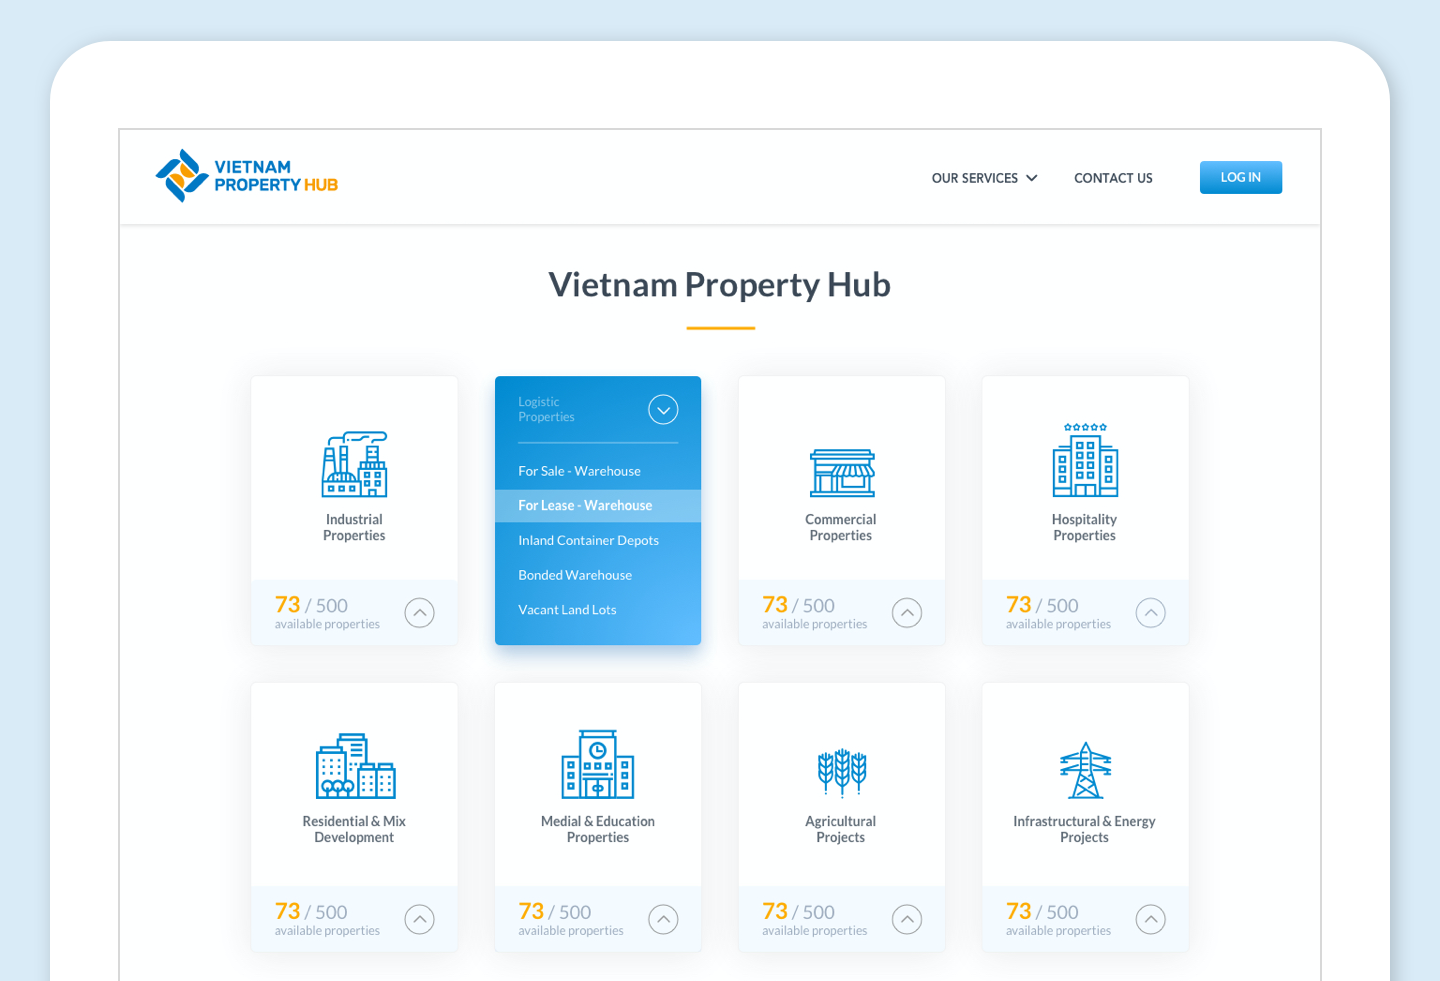 VIETNAM
PROPERTY HUB
OUR SERVICES
CONTACT US
LOG IN
Vietnam Property Hub
Industrial
Properties
73 / 500
available properties
Logistic
Properties
For Sale - Warehouse
For Lease - Warehouse
Inland Container Depots
Bonded Warehouse
Vacant Land Lots
Commercial
Properties
73 / 500
available properties
Hospitality
Properties
73 / 500
available properties
Residential & Mix
Development
73 / 500
available properties
Medial & Education
Properties
73 / 500
available properties
Agricultural
Projects
73 / 500
available properties
Infrastructural & Energy
Projects
73 / 500
available properties